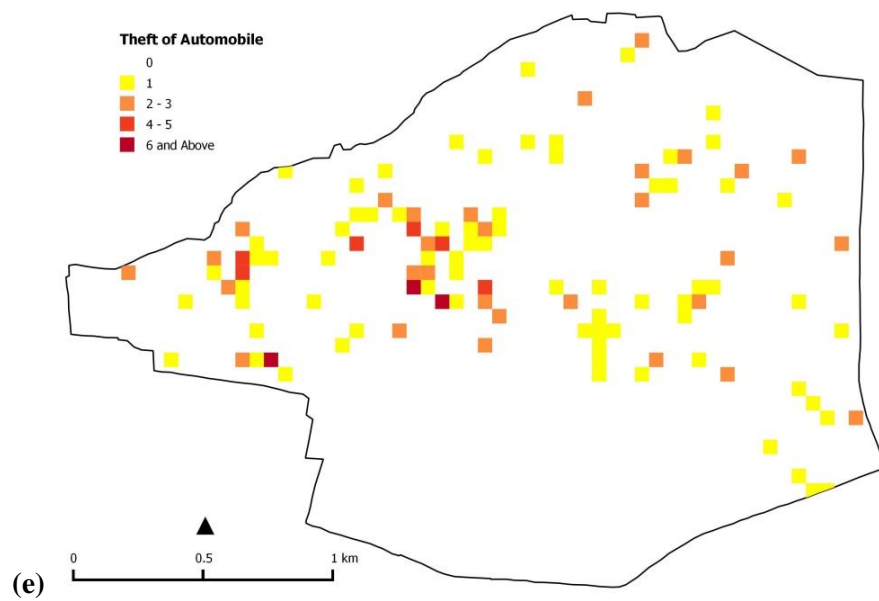 Theft of Automobile
0
1
2 - 3
4 - 5
6 and Above
0 0.5 1 km
(e)